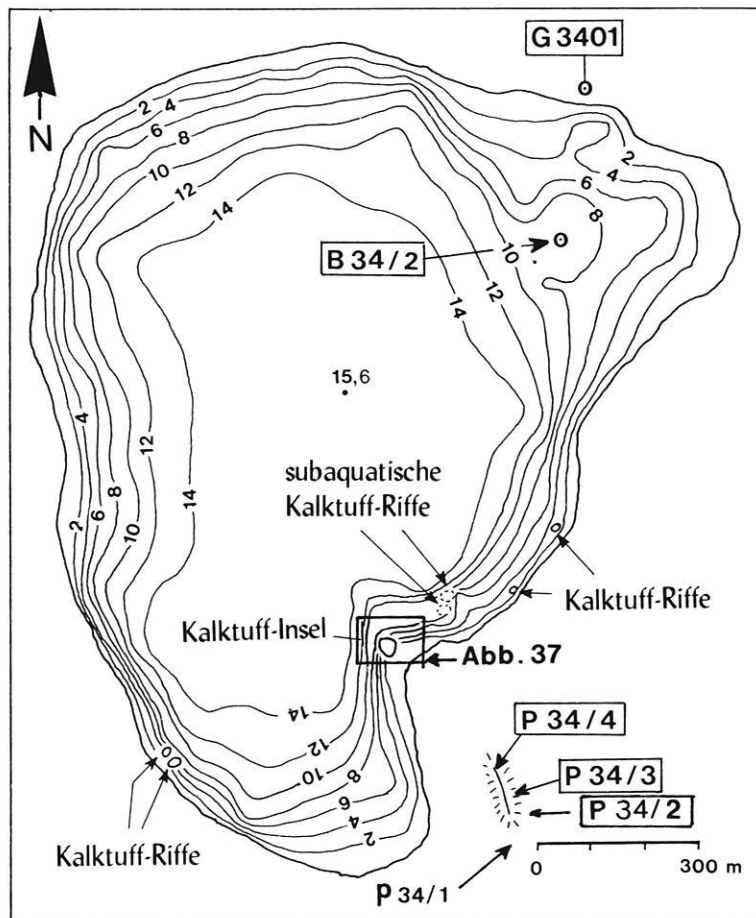 G 3401
N
2
4
6
8
10
12
14
2
4
6
8
10
12
14
B 34/2
15,6
4
12
8
14
2
6
10
subaquatische
Kalktuff-Riffe
Kalktuff-Riffe
Kalktuff-Insel
Abb. 37
14
12
10
8
6
4
2
P 34/4
P 34/3
P 34/2
P 34/1
Kalktuff-Riffe
0
300 m